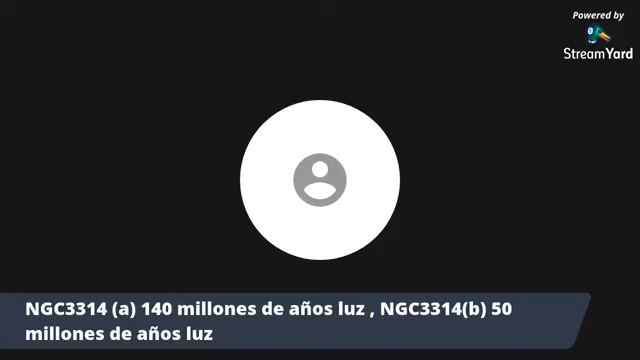 Powered by
StreamYard
NGC3314 (a) 140 millones de años luz , NGC3314(b) 50
millones de años luz